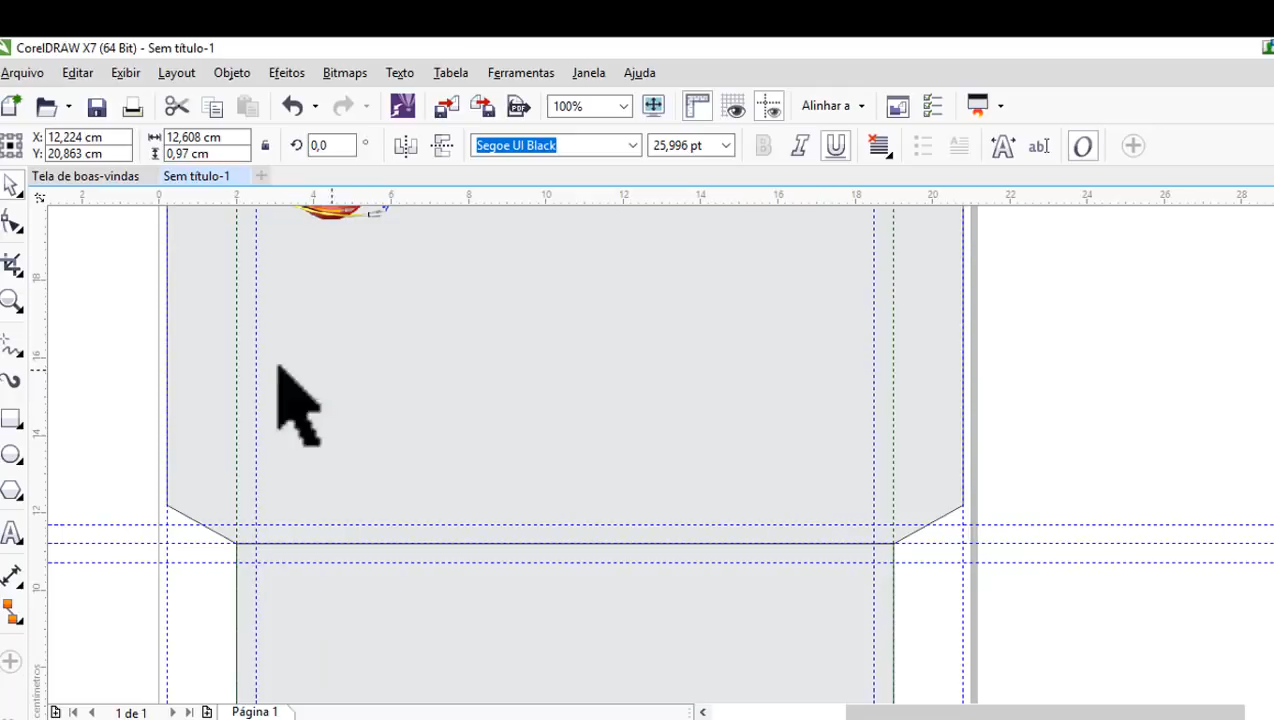 CorelDRAW X7 (64 Bit) - Sem título-1
Arquivo Editar Exibir Layout Objeto Efeitos Bitmaps Texto Tabela Ferramentas Janela Ajuda
PDF 100% Alinhar a
X: 12,224 cm 12,608 cm 0,0 ° Segoe UI Black 25,996 pt B I U ab O
Y: 20,863 cm 0,97 cm
Tela de boas-vindas Sem título-1
2 0 2 4 6 8 10 12 14 16 18 20 22 24 26 28
18
16
14
12
10
centímetros
1 de 1 Página 1